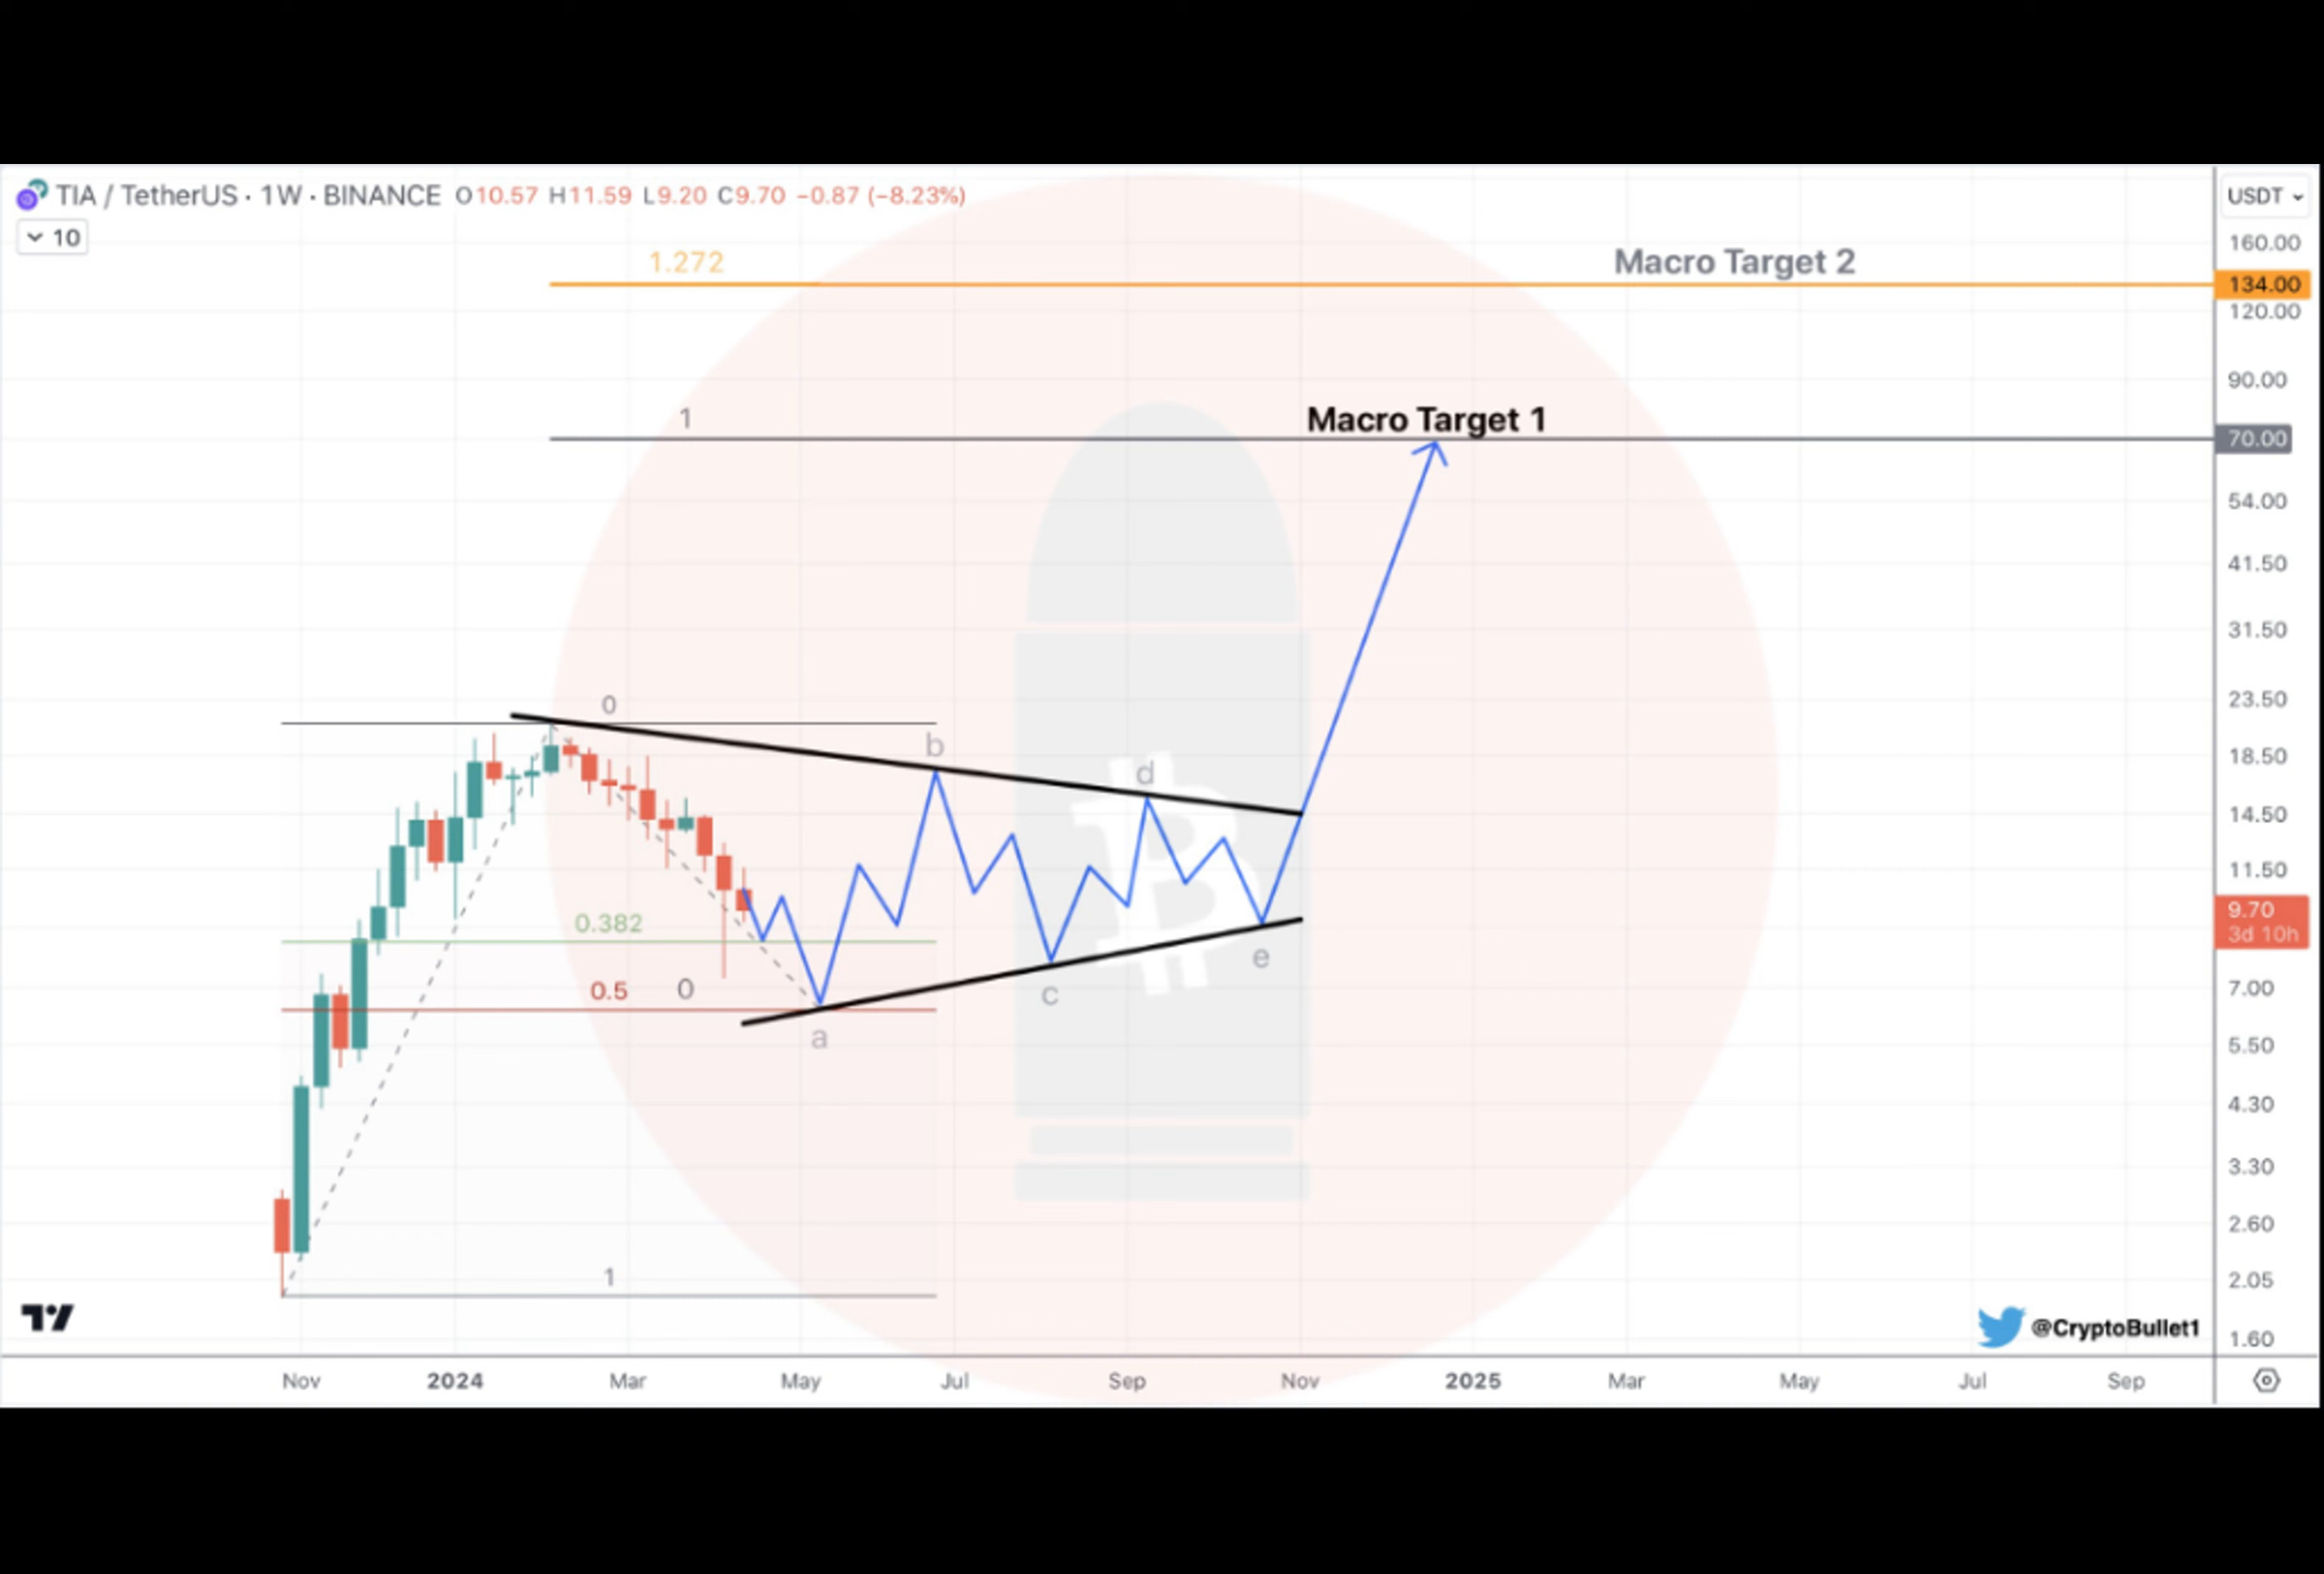 TIA / TetherUS · 1W · BINANCE O10.57 H11.59 L9.20 C9.70 −0.87 (−8.23%)
USDT
10
160.00
1.272
Macro Target 2
134.00
120.00
90.00
1
Macro Target 1
70.00
54.00
41.50
31.50
0
23.50
b
18.50
d
14.50
11.50
0.382
9.70
3d 10h
e
0.5
0
c
7.00
a
5.50
4.30
3.30
2.60
1
2.05
@CryptoBullet1
1.60
Nov 2024 Mar May Jul Sep Nov 2025 Mar May Jul Sep